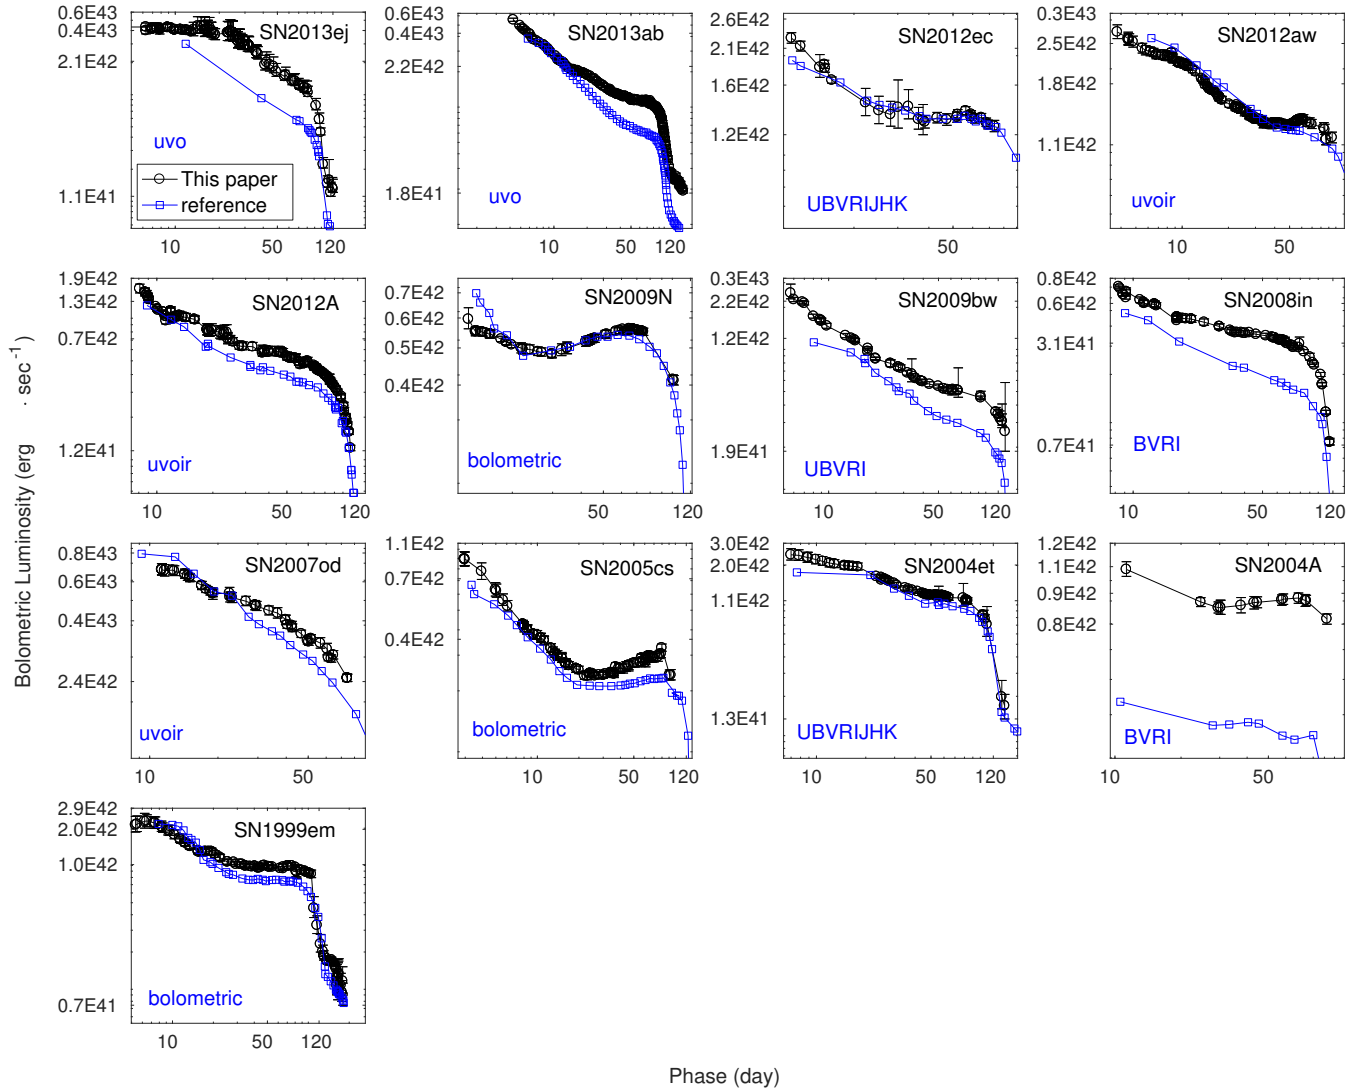 SN2013ej
0.6E43
0.4E43
2.1E42
1.1E41
uvo
This paper
reference
10
50
120
SN2013ab
0.6E43
0.4E43
2.2E42
1.8E41
uvo
10
50
120
SN2012ec
2.6E42
2.1E42
1.6E42
1.2E42
UBVRIJHK
50
SN2012aw
0.3E43
2.5E42
1.8E42
1.1E42
uvoir
10
50
SN2012A
1.9E42
1.3E42
0.7E42
1.2E41
uvoir
10
50
120
SN2009N
0.7E42
0.6E42
0.5E42
0.4E42
bolometric
50
120
SN2009bw
0.3E43
2.2E42
1.2E42
1.9E41
UBVRI
10
50
120
SN2008in
0.8E42
0.6E42
3.1E41
0.7E41
BVRI
10
50
120
SN2007od
0.8E43
0.6E43
0.4E43
2.4E42
uvoir
10
50
SN2005cs
1.1E42
0.7E42
0.4E42
bolometric
10
50
120
SN2004et
3.0E42
2.0E42
1.1E42
1.3E41
UBVRIJHK
10
50
120
SN2004A
1.2E42
1.1E42
0.9E42
0.8E42
BVRI
10
50
SN1999em
2.9E42
2.0E42
1.0E42
0.7E41
bolometric
10
50
120
Bolometric Luminosity (erg · sec⁻¹)
Phase (day)